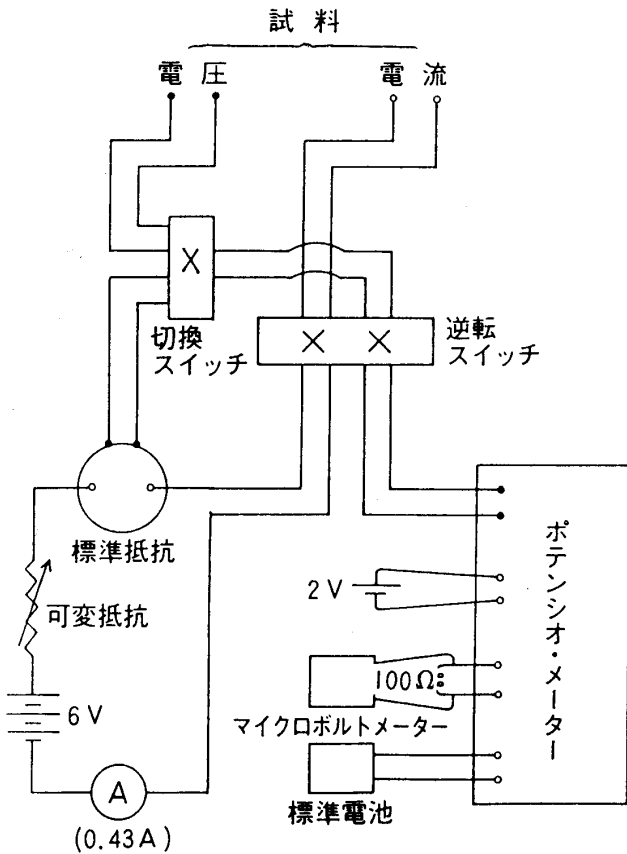 試料
電圧
電流
X
切換
スイッチ
X X
逆転
スイッチ
標準抵抗
可変抵抗
6V
A
(0.43A)
2V
100Ω
マイクロボルトメーター
標準電池
ポテンシオ・メーター